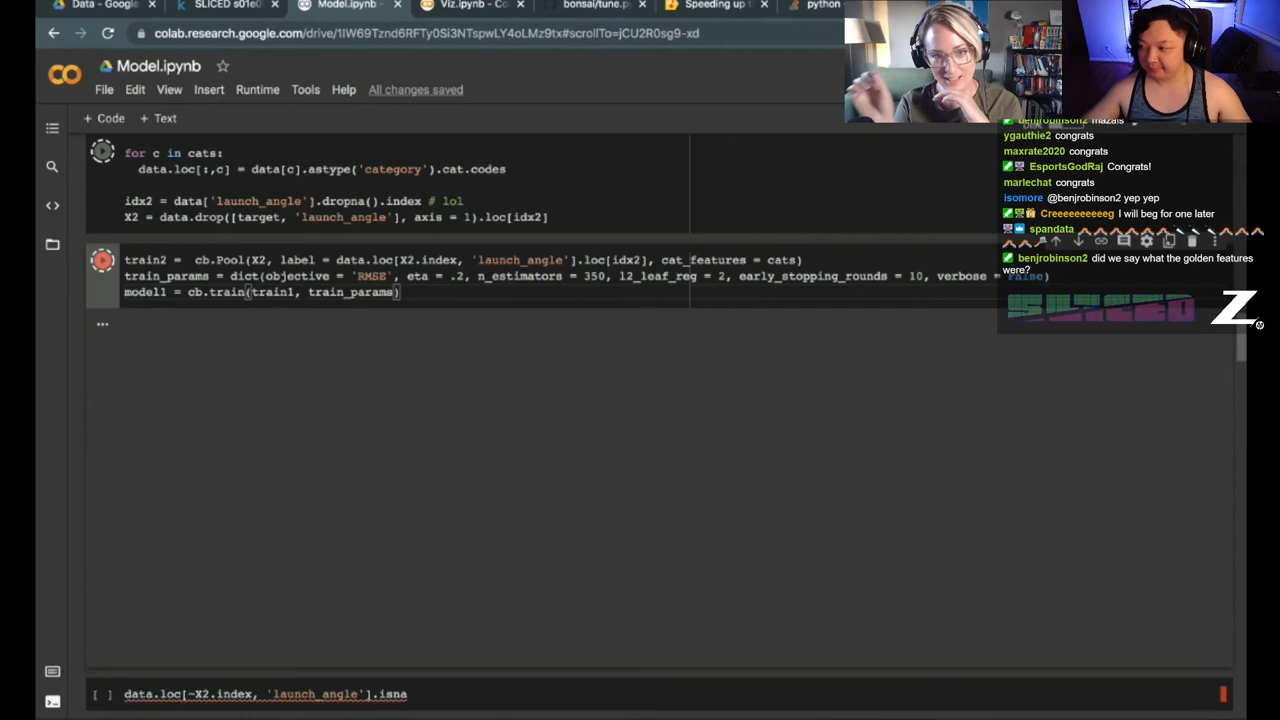 Data - Google
SLICED s01e0
Model.ipynb -
Viz.ipynb - Col
bonsai/tune.p
Speeding up
python
colab.research.google.com/drive/1IW69Tznd6RFTy0Si3NTspwLY4oLMz9tx#scrollTo=jCU2R0sg9-xd
Model.ipynb
File Edit View Insert Runtime Tools Help All changes saved
+ Code + Text
for c in cats:
data.loc[:,c] = data[c].astype('category').cat.codes
idx2 = data['launch_angle'].dropna().index # lol
X2 = data.drop([target, 'launch_angle'], axis = 1).loc[idx2]
train2 = cb.Pool(X2, label = data.loc[X2.index, 'launch_angle'].loc[idx2], cat_features = cats)
train_params = dict(objective = 'RMSE', eta = .2, n_estimators = 350, l2_leaf_reg = 2, early_stopping_rounds = 10, verbose = False)
model1 = cb.train(train1, train_params)
...
[ ] data.loc[~X2.index, 'launch_angle'].isna
benjrobinson2 mazals
ygauthie2 congrats
maxrate2020 congrats
EsportsGodRaj Congrats!
marlechat congrats
isomore @benjrobinson2 yep yep
Creeeeeeeeeg I will beg for one later
spandata
benjrobinson2 did we say what the golden features
were?
SLICED